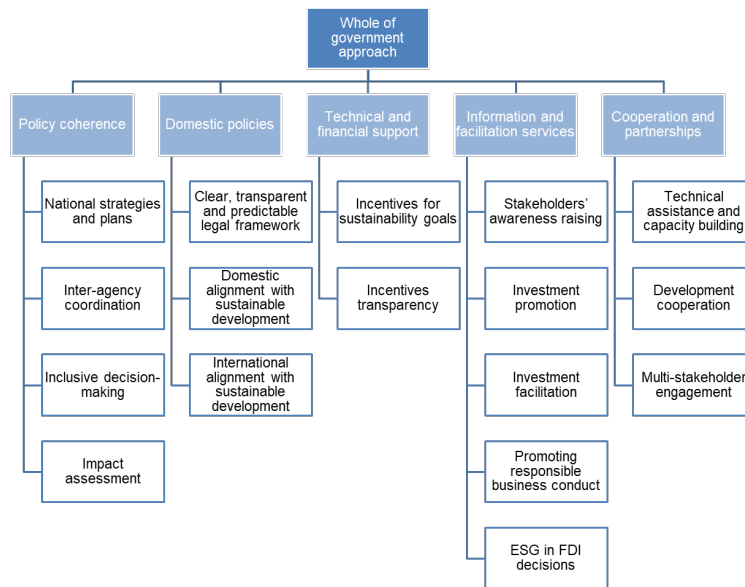 Whole of
government
approach
Policy coherence
Domestic policies
Technical and
financial support
Information and
facilitation services
Cooperation and
partnerships
National strategies
and plans
Inter-agency
coordination
Inclusive decision-
making
Impact
assessment
Clear, transparent
and predictable
legal framework
Domestic
alignment with
sustainable
development
International
alignment with
sustainable
development
Incentives for
sustainability goals
Incentives
transparency
Stakeholders'
awareness raising
Investment
promotion
Investment
facilitation
Promoting
responsible
business conduct
ESG in FDI
decisions
Technical
assistance and
capacity building
Development
cooperation
Multi-stakeholder
engagement